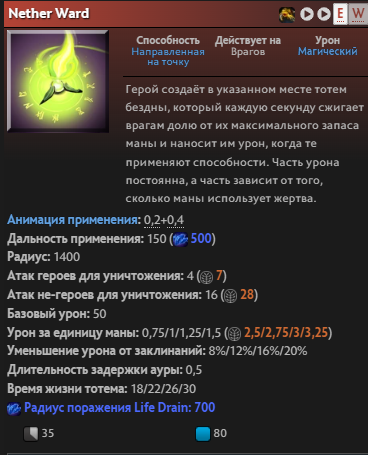 Nether Ward
E W
Способность
Направленная
на точку
Действует на
Врагов
Урон
Магический
Герой создаёт в указанном месте тотем
бездны, который каждую секунду сжигает
врагам долю от их максимального запаса
маны и наносит им урон, когда те
применяют способности. Часть урона
постоянна, а часть зависит от того,
сколько маны использует жертва.
Анимация применения: 0,2+0,4
Дальность применения: 150 (500)
Радиус: 1400
Атак героев для уничтожения: 4 (7)
Атак не-героев для уничтожения: 16 (28)
Базовый урон: 50
Урон за единицу маны: 0,75/1/1,25/1,5 (2,5/2,75/3/3,25)
Уменьшение урона от заклинаний: 8%/12%/16%/20%
Длительность задержки ауры: 0,5
Время жизни тотема: 18/22/26/30
Радиус поражения Life Drain: 700
35 80